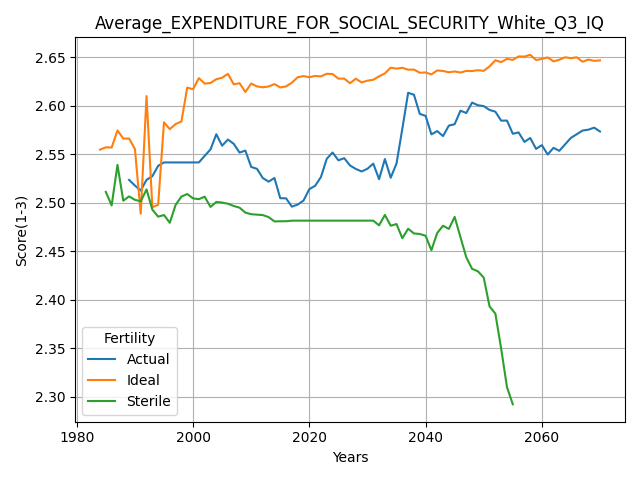 Average_EXPENDITURE_FOR_SOCIAL_SECURITY_White_Q3_IQ
2.65
2.60
2.55
2.50
2.45
2.40
2.35
2.30
Score(1-3)
Fertility
Actual
Ideal
Sterile
1980 2000 2020 2040 2060
Years